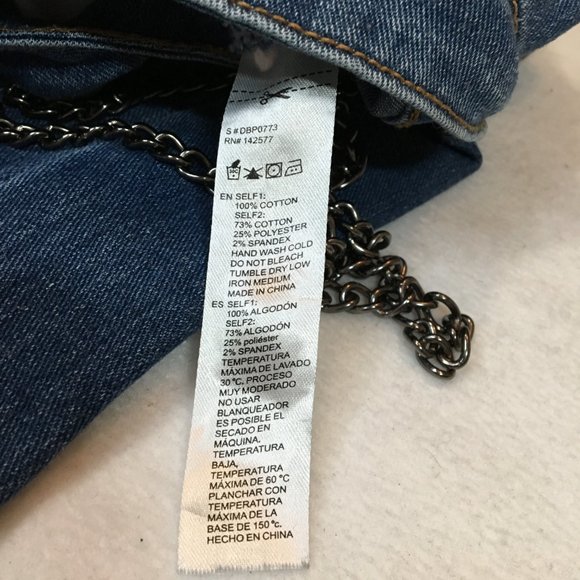 S # DBP0773
RN# 142577
EN SELF1:
100% COTTON
SELF2:
73% COTTON
25% POLYESTER
2% SPANDEX
HAND WASH COLD
DO NOT BLEACH
TUMBLE DRY LOW
IRON MEDIUM
MADE IN CHINA
ES SELF1:
100% ALGODÓN
SELF2:
73% ALGODÓN
25% poliéster
2% SPANDEX
TEMPERATURA
MÁXIMA DE LAVADO
30 °C. PROCESO
MUY MODERADO
NO USAR
BLANQUEADOR
ES POSIBLE EL
SECADO EN
MÁQUINA.
TEMPERATURA
BAJA,
TEMPERATURA
MÁXIMA DE 60 °C
PLANCHAR CON
TEMPERATURA
MÁXIMA DE LA
BASE DE 150 °c.
HECHO EN CHINA